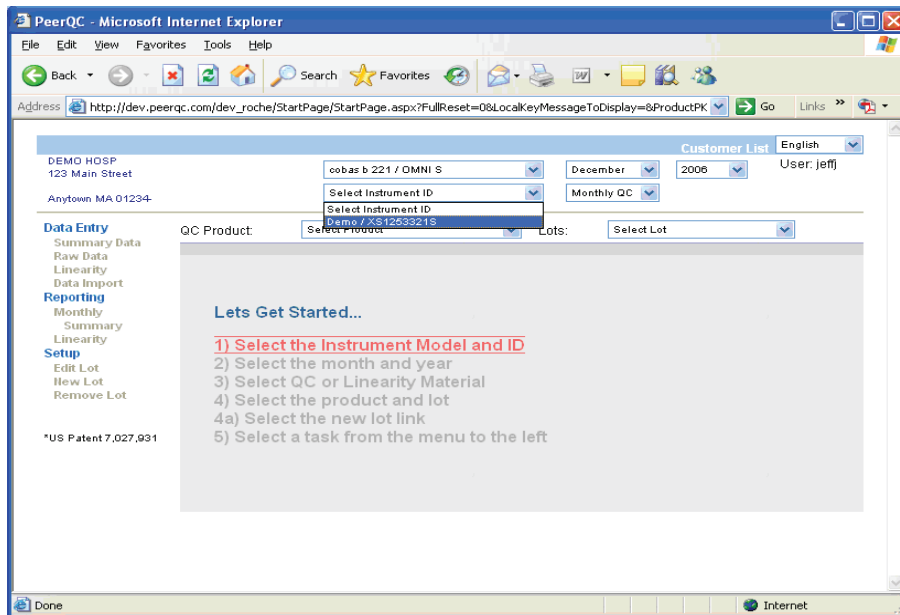 PeerQC - Microsoft Internet Explorer
File Edit View Favorites Tools Help
Back Search Favorites
Address http://dev.peerqc.com/dev_roche/StartPage/StartPage.aspx?FullReset=0&LocalKeyMessageToDisplay=&ProductPK Go Links »
Customer List English
DEMO HOSP
123 Main Street
Anytown MA 01234
cobas b 221 / OMNI S December 2006 User: jeffj
Select Instrument ID Monthly QC
Select Instrument ID
Demo / XS1253321S
QC Product: Select Product Lots: Select Lot
Data Entry
Summary Data
Raw Data
Linearity
Data Import
Reporting
Monthly
Summary
Linearity
Setup
Edit Lot
New Lot
Remove Lot
*US Patent 7,027,931
Lets Get Started...
1) Select the Instrument Model and ID
2) Select the month and year
3) Select QC or Linearity Material
4) Select the product and lot
4a) Select the new lot link
5) Select a task from the menu to the left
Done Internet